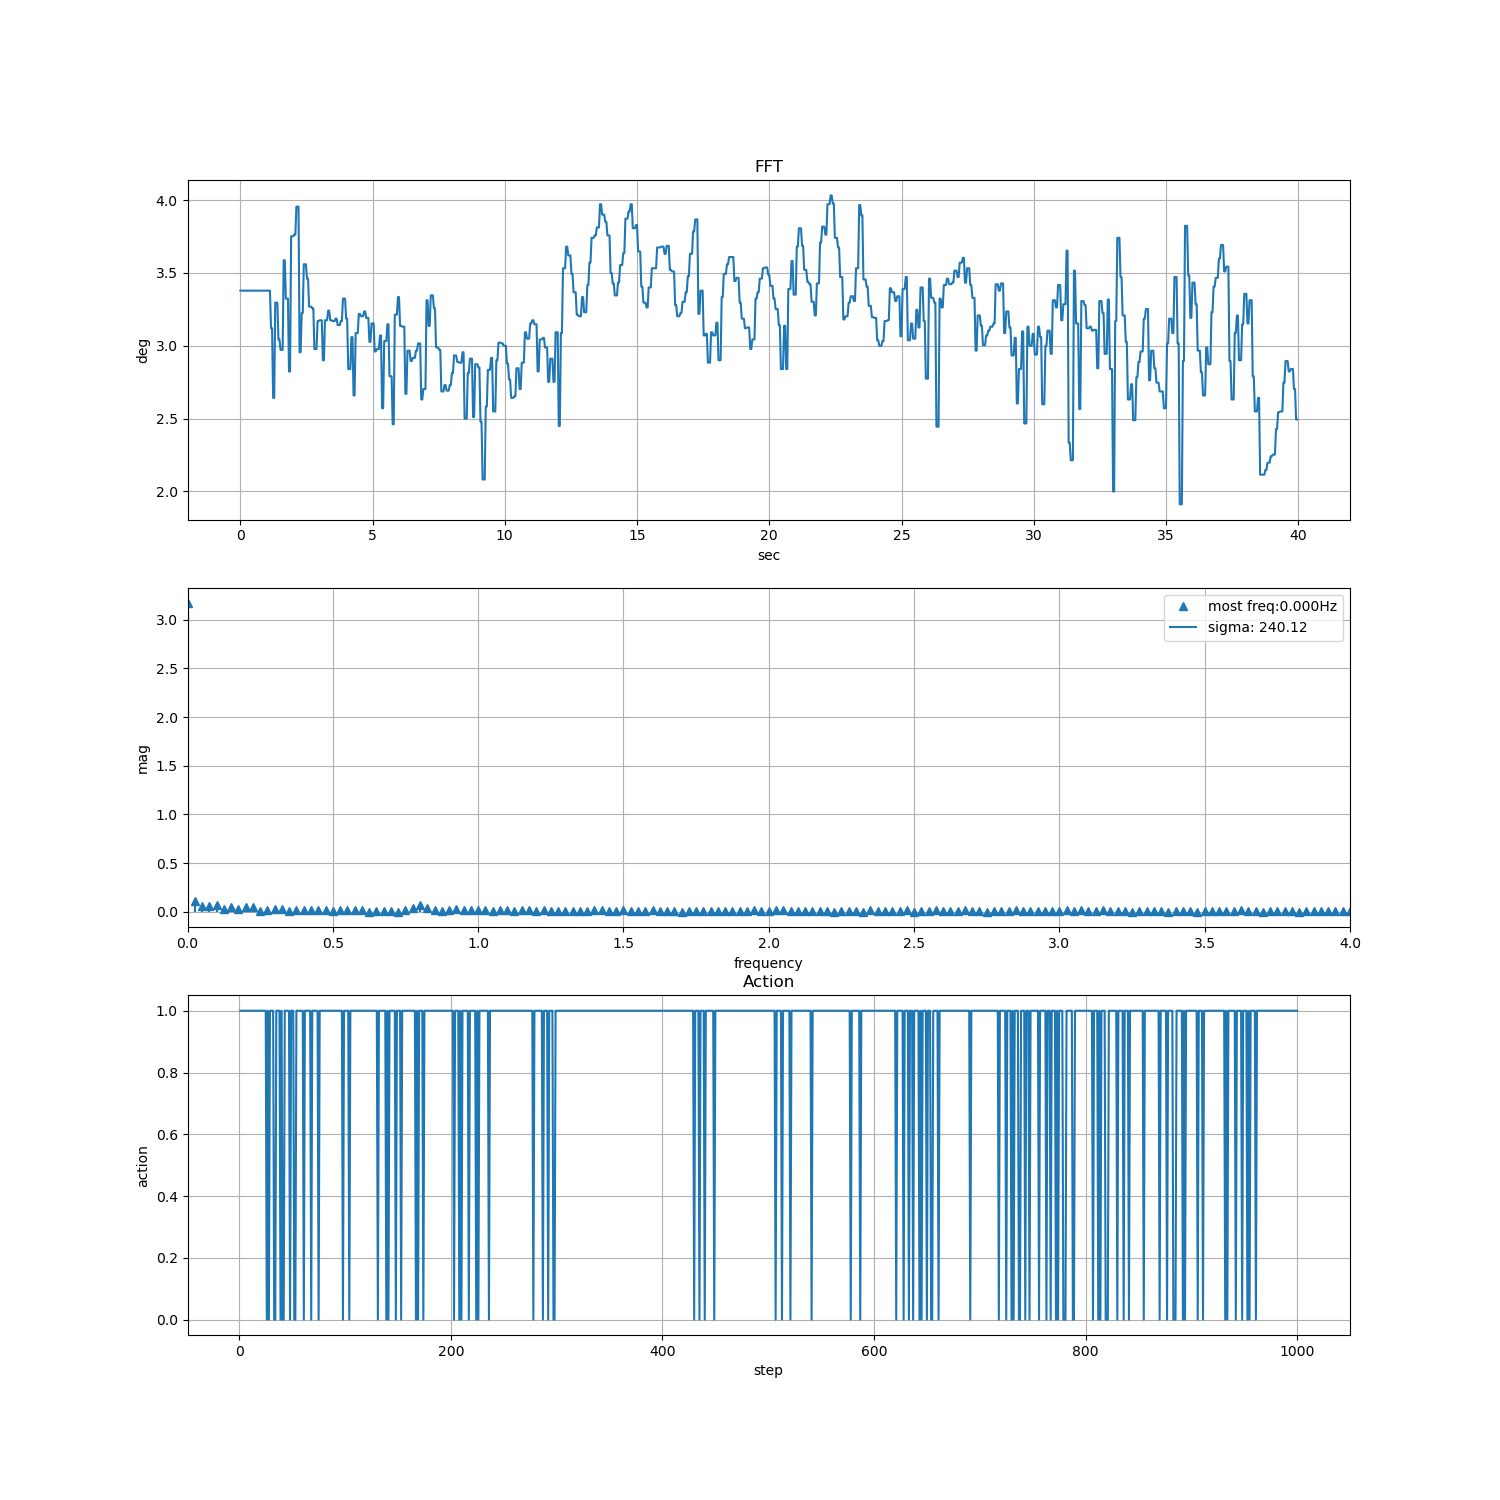 FFT
4.0
3.5
3.0
2.5
2.0
deg
0 5 10 15 20 25 30 35 40
sec
3.0
2.5
2.0
1.5
1.0
0.5
0.0
mag
most freq:0.000Hz
sigma: 240.12
0.0 0.5 1.0 1.5 2.0 2.5 3.0 3.5 4.0
frequency
Action
1.0
0.8
0.6
0.4
0.2
0.0
action
0 200 400 600 800 1000
step